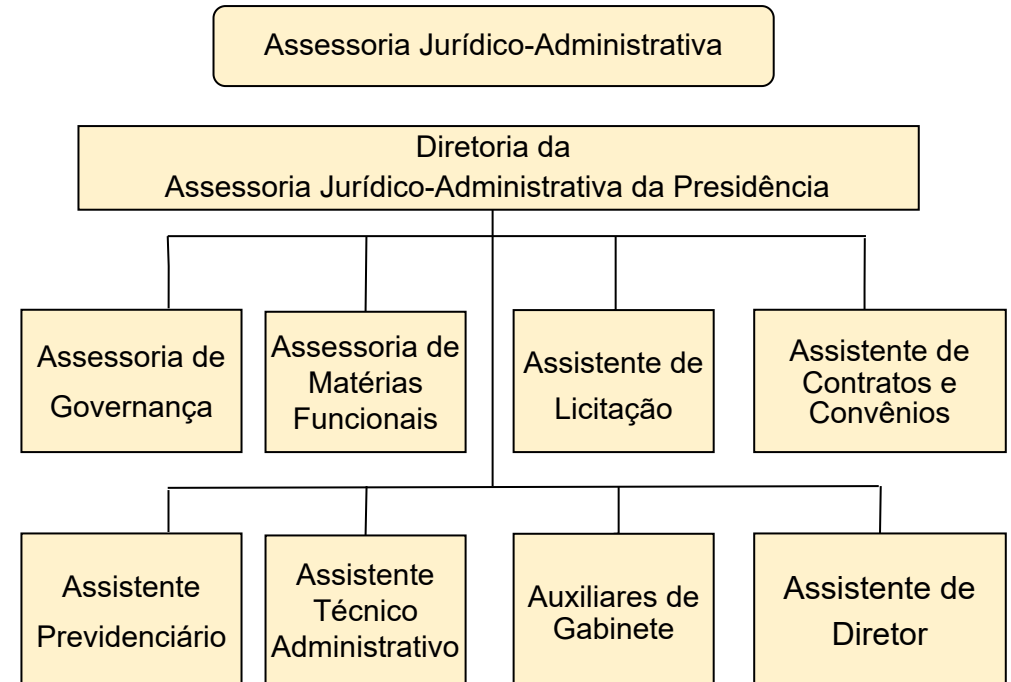 Assessoria Jurídico-Administrativa
Diretoria da
Assessoria Jurídico-Administrativa da Presidência
Assessoria de
Governança
Assessoria de
Matérias
Funcionais
Assistente de
Licitação
Assistente de
Contratos e
Convênios
Assistente
Previdenciário
Assistente
Técnico
Administrativo
Auxiliares de
Gabinete
Assistente de
Diretor